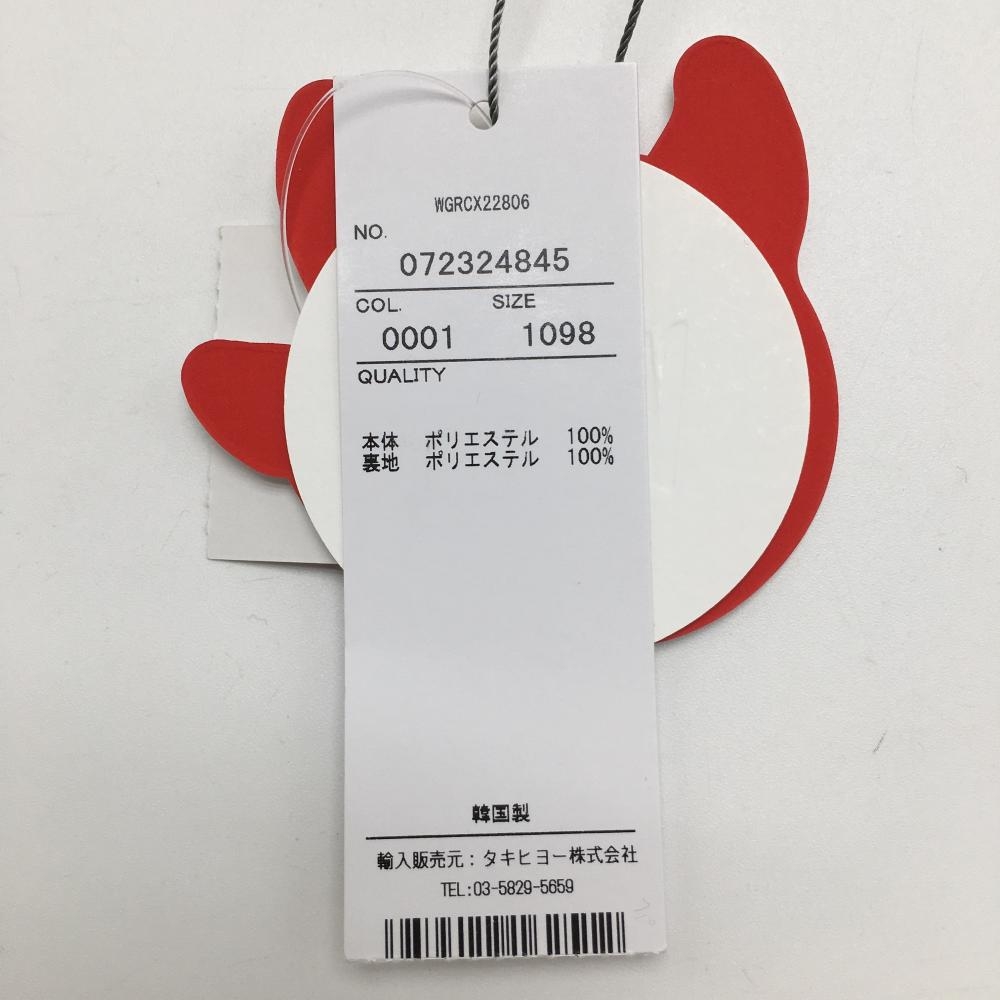 WGRCX22806
NO.
072324845
COL. SIZE
0001 1098
QUALITY
本体 ポリエステル 100%
裏地 ポリエステル 100%
韓国製
輸入販売元：タキヒヨー株式会社
TEL:03-5829-5659